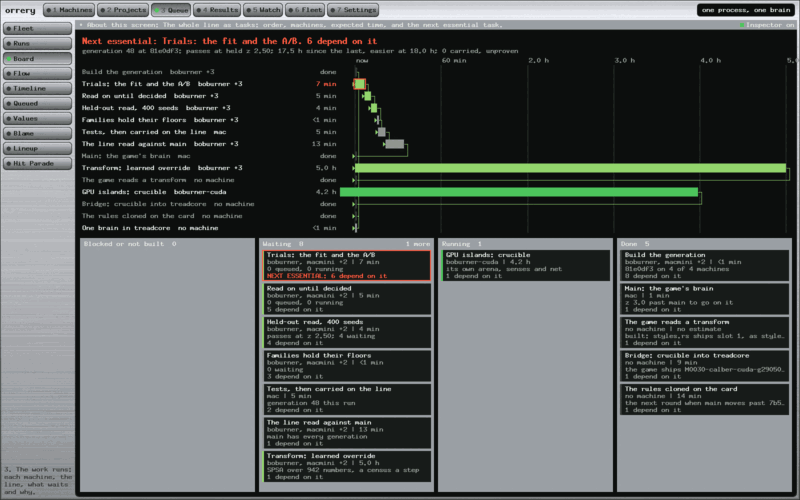 orrery
1 Machines
2 Projects
3 Queue
4 Results
5 Watch
6 Fleet
7 Settings
one process, one brain
About this screen: The whole line as tasks: order, machines, expected time, and the next essential task.
Inspector on
Fleet
Runs
Board
Flow
Timeline
Queued
Values
Blame
Lineup
Hit Parade
Next essential: Trials: the fit and the A/B. 6 depend on it
generation 48 at 81e0df3; passes at held z 2.50; 17.5 h since the last, easier at 18.0 h; 0 carried, unproven
now 60 min 2.0 h 3.0 h 4.0 h 5.0
Build the generation boburner +3 done
Trials: the fit and the A/B boburner +3 7 min
Read on until decided boburner +3 5 min
Held-out read, 400 seeds boburner +3 4 min
Families hold their floors boburner +3 <1 min
Tests, then carried on the line mac 5 min
The line read against main boburner +3 13 min
Main: the game's brain mac done
Transform: learned override boburner +3 5.0 h
The game reads a transform no machine done
GPU islands: crucible boburner-cuda 4.2 h
Bridge: crucible into treadcore no machine done
The rules cloned on the card no machine done
One brain in treadcore no machine <1 min
Blocked or not built 0
Waiting 8 1 more
Trials: the fit and the A/B
boburner, macmini +2 | 7 min
0 queued, 0 running
NEXT ESSENTIAL: 6 depend on it
Read on until decided
boburner, macmini +2 | 5 min
0 queued, 0 running
5 depend on it
Held-out read, 400 seeds
boburner, macmini +2 | 4 min
passes at z 2.50; 4 waiting
4 depend on it
Families hold their floors
boburner, macmini +2 | <1 min
0 waiting
3 depend on it
Tests, then carried on the line
mac | 5 min
generation 48 this run
2 depend on it
The line read against main
boburner, macmini +2 | 13 min
main has every generation
1 depend on it
Transform: learned override
boburner, macmini +2 | 5.0 h
SPSA over 942 numbers, a census a step
1 depend on it
Running 1
GPU islands: crucible
boburner-cuda | 4.2 h
its own arena, senses and net
1 depend on it
Done 5
Build the generation
boburner, macmini +2 | <1 min
81e0df3 on 4 of 4 machines
8 depend on it
Main: the game's brain
mac | 1 min
z 3.0 past main to go on it
1 depend on it
The game reads a transform
no machine | no estimate
built: styles.rs ships slot 1, as style…
1 depend on it
Bridge: crucible into treadcore
no machine | 9 min
the game ships M0030-calber-cuda-g29050…
1 depend on it
The rules cloned on the card
no machine | 14 min
the next round when main moves past 7b5…
1 depend on it
3. The work runs:
each machine, the
line, what waits
and why.